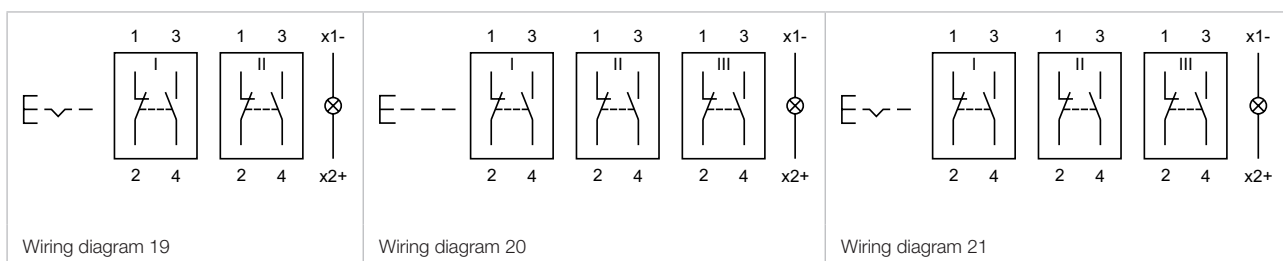 1 3 1 3 x1- 1 3 1 3 1 3 x1- 1 3 1 3 1 3 x1-
I II I II III I II III
2 4 2 4 x2+ 2 4 2 4 2 4 x2+ 2 4 2 4 2 4 x2+
Wiring diagram 19 Wiring diagram 20 Wiring diagram 21